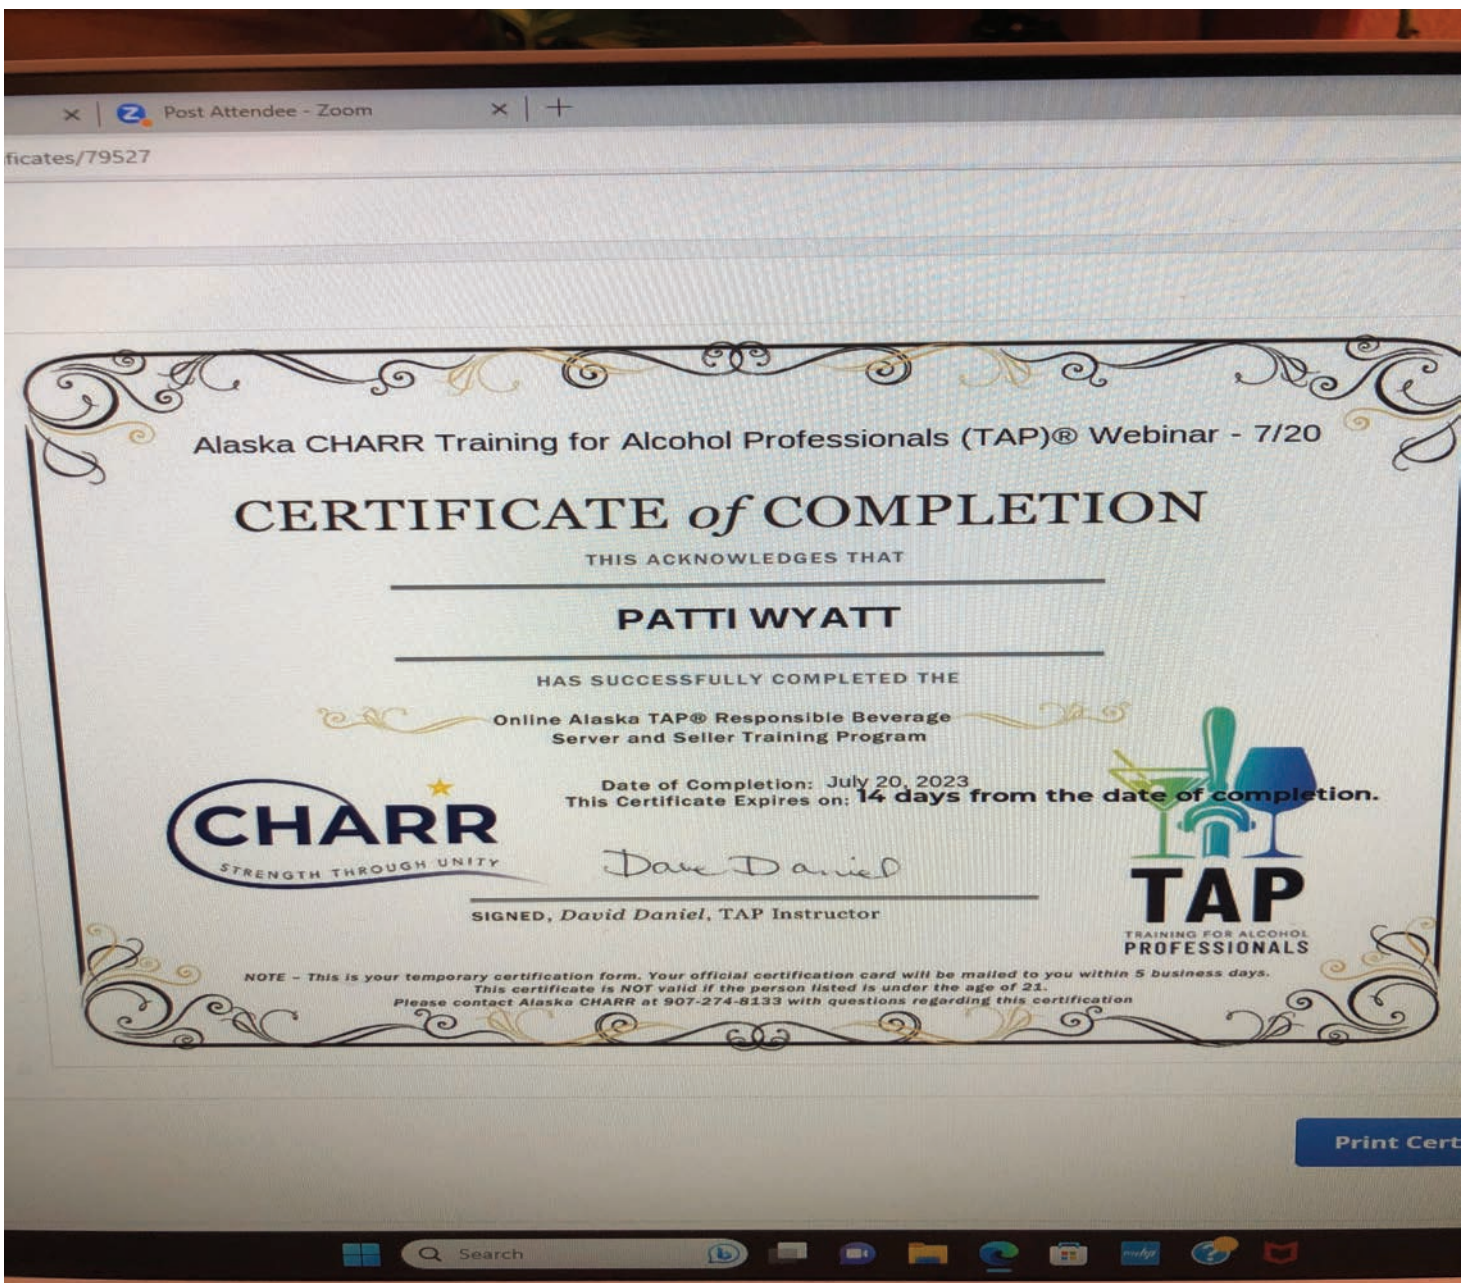 Post Attendee - Zoom
ficates/79527
Alaska CHARR Training for Alcohol Professionals (TAP)® Webinar - 7/20
CERTIFICATE of COMPLETION
THIS ACKNOWLEDGES THAT
PATTI WYATT
HAS SUCCESSFULLY COMPLETED THE
Online Alaska TAP® Responsible Beverage
Server and Seller Training Program
Date of Completion: July 20, 2023
This Certificate Expires on: 14 days from the date of completion.
CHARR
STRENGTH THROUGH UNITY
Dave Daniel
SIGNED, David Daniel, TAP Instructor
TAP
TRAINING FOR ALCOHOL
PROFESSIONALS
NOTE – This is your temporary certification form. Your official certification card will be mailed to you within 5 business days.
This certificate is NOT valid if the person listed is under the age of 21.
Please contact Alaska CHARR at 907-274-8133 with questions regarding this certification
Print Cert
Search